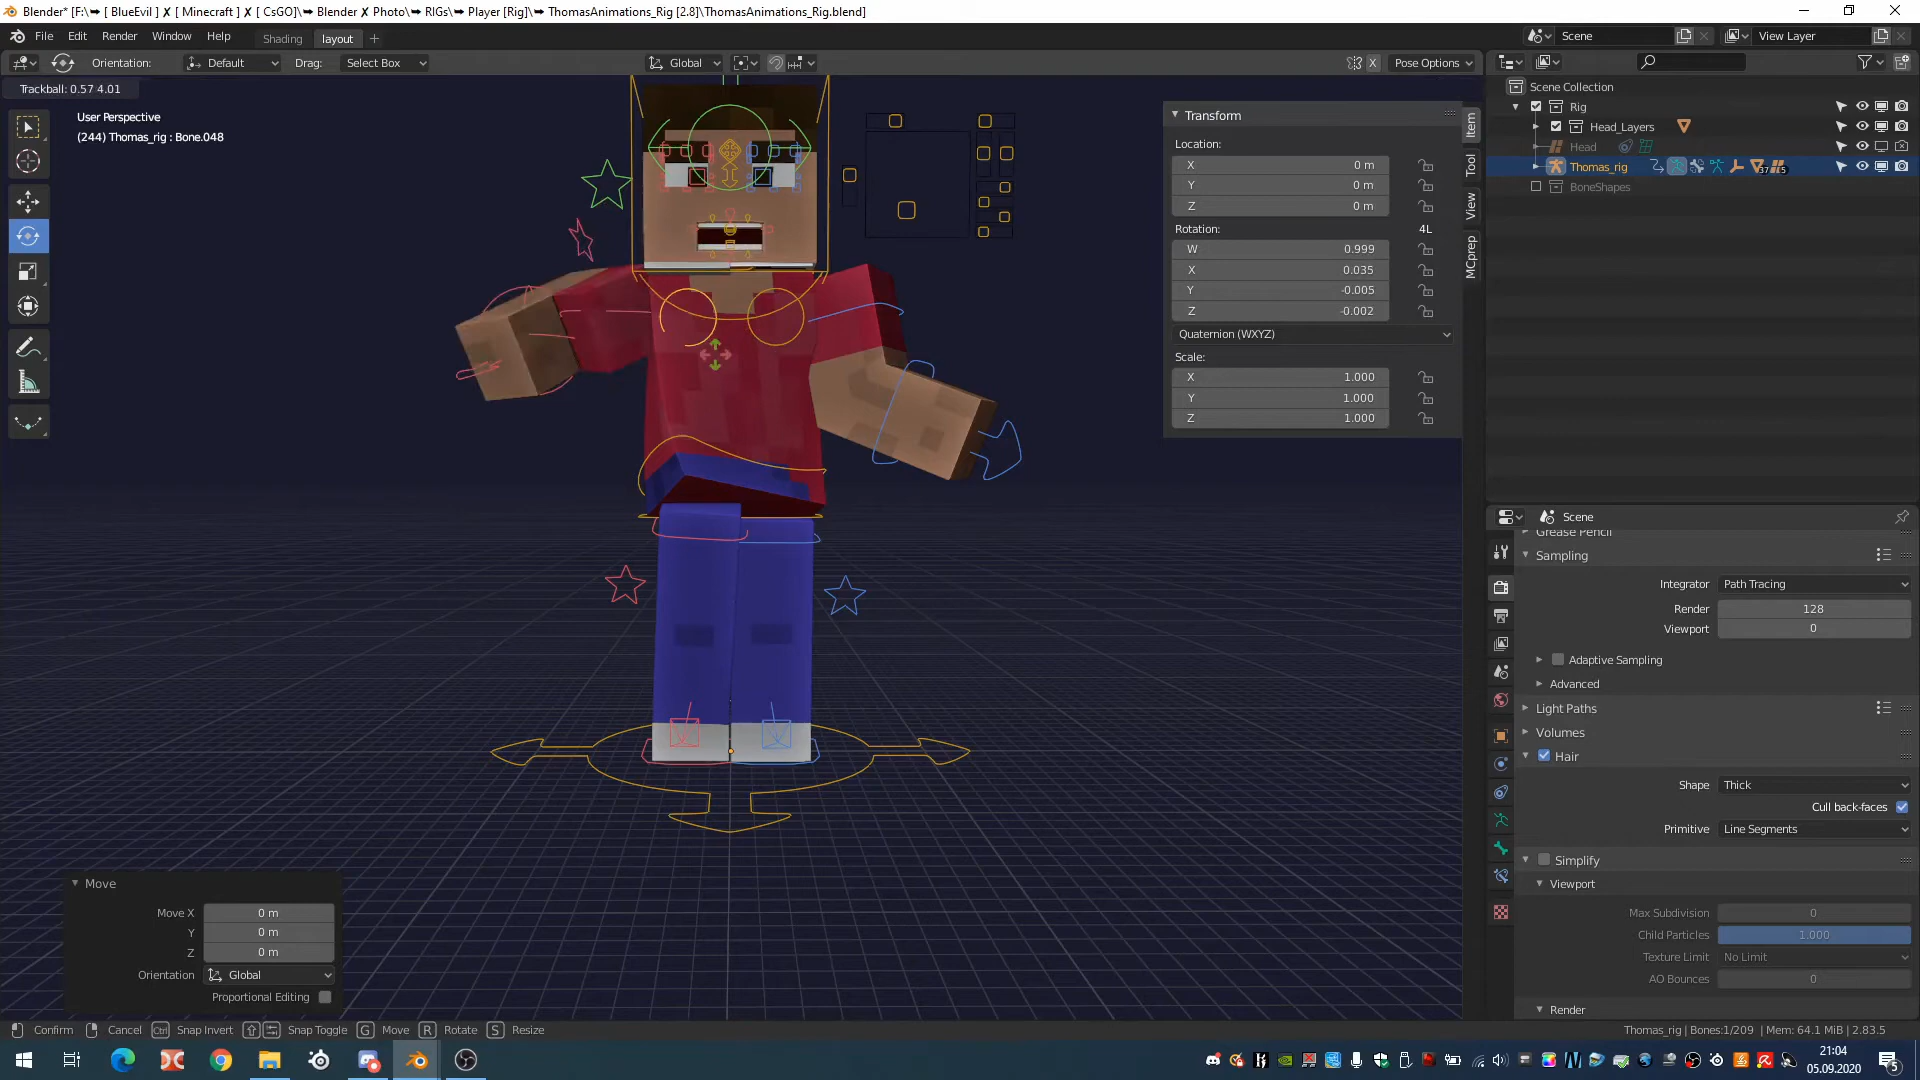 Blender* [F:\➥ [ BlueEvil ] ✗ [ Minecraft ] ✗ [ CsGO]\➥ Blender ✗ Photo\➥ RIGs\➥ Player [Rig]\➥ ThomasAnimations_Rig [2.8]\ThomasAnimations_Rig.blend]
File Edit Render Window Help Shading layout + Scene View Layer
Orientation: Default Drag: Select Box Global X Pose Options
Trackball: 0.57 4.01
User Perspective
(244) Thomas_rig : Bone.048
Transform
Location:
X 0 m
Y 0 m
Z 0 m
Rotation: 4L
W 0.999
X 0.035
Y -0.005
Z -0.002
Quaternion (WXYZ)
Scale:
X 1.000
Y 1.000
Z 1.000
Item
Tool
View
MCprep
Scene Collection
Rig
Head_Layers
Head
Thomas_rig 37 5
BoneShapes
Scene
Grease Pencil
Sampling
Integrator Path Tracing
Render 128
Viewport 0
Adaptive Sampling
Advanced
Light Paths
Volumes
Hair
Shape Thick
Cull back-faces
Primitive Line Segments
Simplify
Viewport
Max Subdivision 0
Child Particles 1.000
Texture Limit No Limit
AO Bounces 0
Render
Move
Move X 0 m
Y 0 m
Z 0 m
Orientation Global
Proportional Editing
Confirm Cancel Ctrl Snap Invert Snap Toggle G Move R Rotate S Resize Thomas_rig | Bones:1/209 | Mem: 64.1 MiB | 2.83.5
21:04
05.09.2020
5